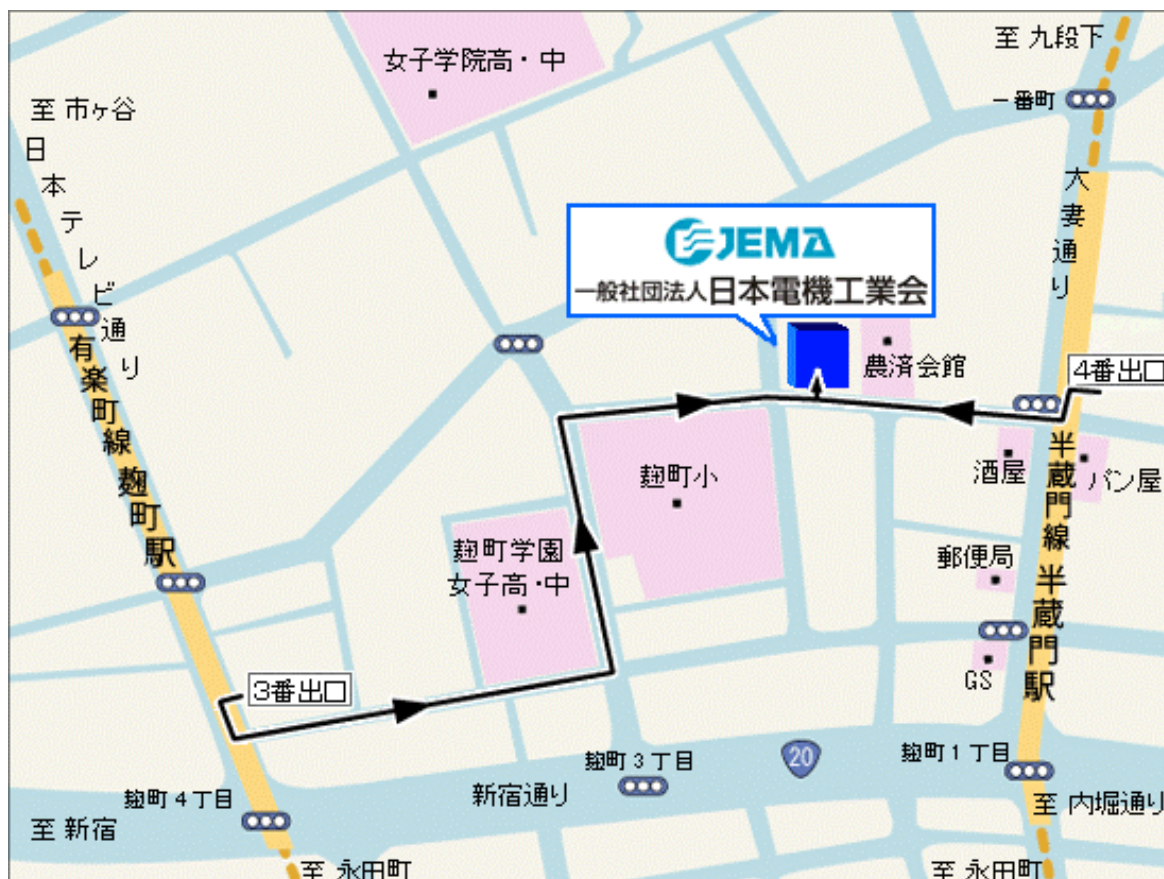 至 九段下
女子学院高・中
一番町
至 市ヶ谷
日本テレビ通り
大妻通り
JEMA
一般社団法人日本電機工業会
有楽町線 麹町駅
農済会館
4番出口
半蔵門線 半蔵門駅
麹町小
酒屋
パン屋
麹町学園
女子高・中
郵便局
3番出口
GS
麹町3丁目
20
麹町1丁目
麹町4丁目
新宿通り
至 新宿
至 内堀通り
至 永田町
至 永田町